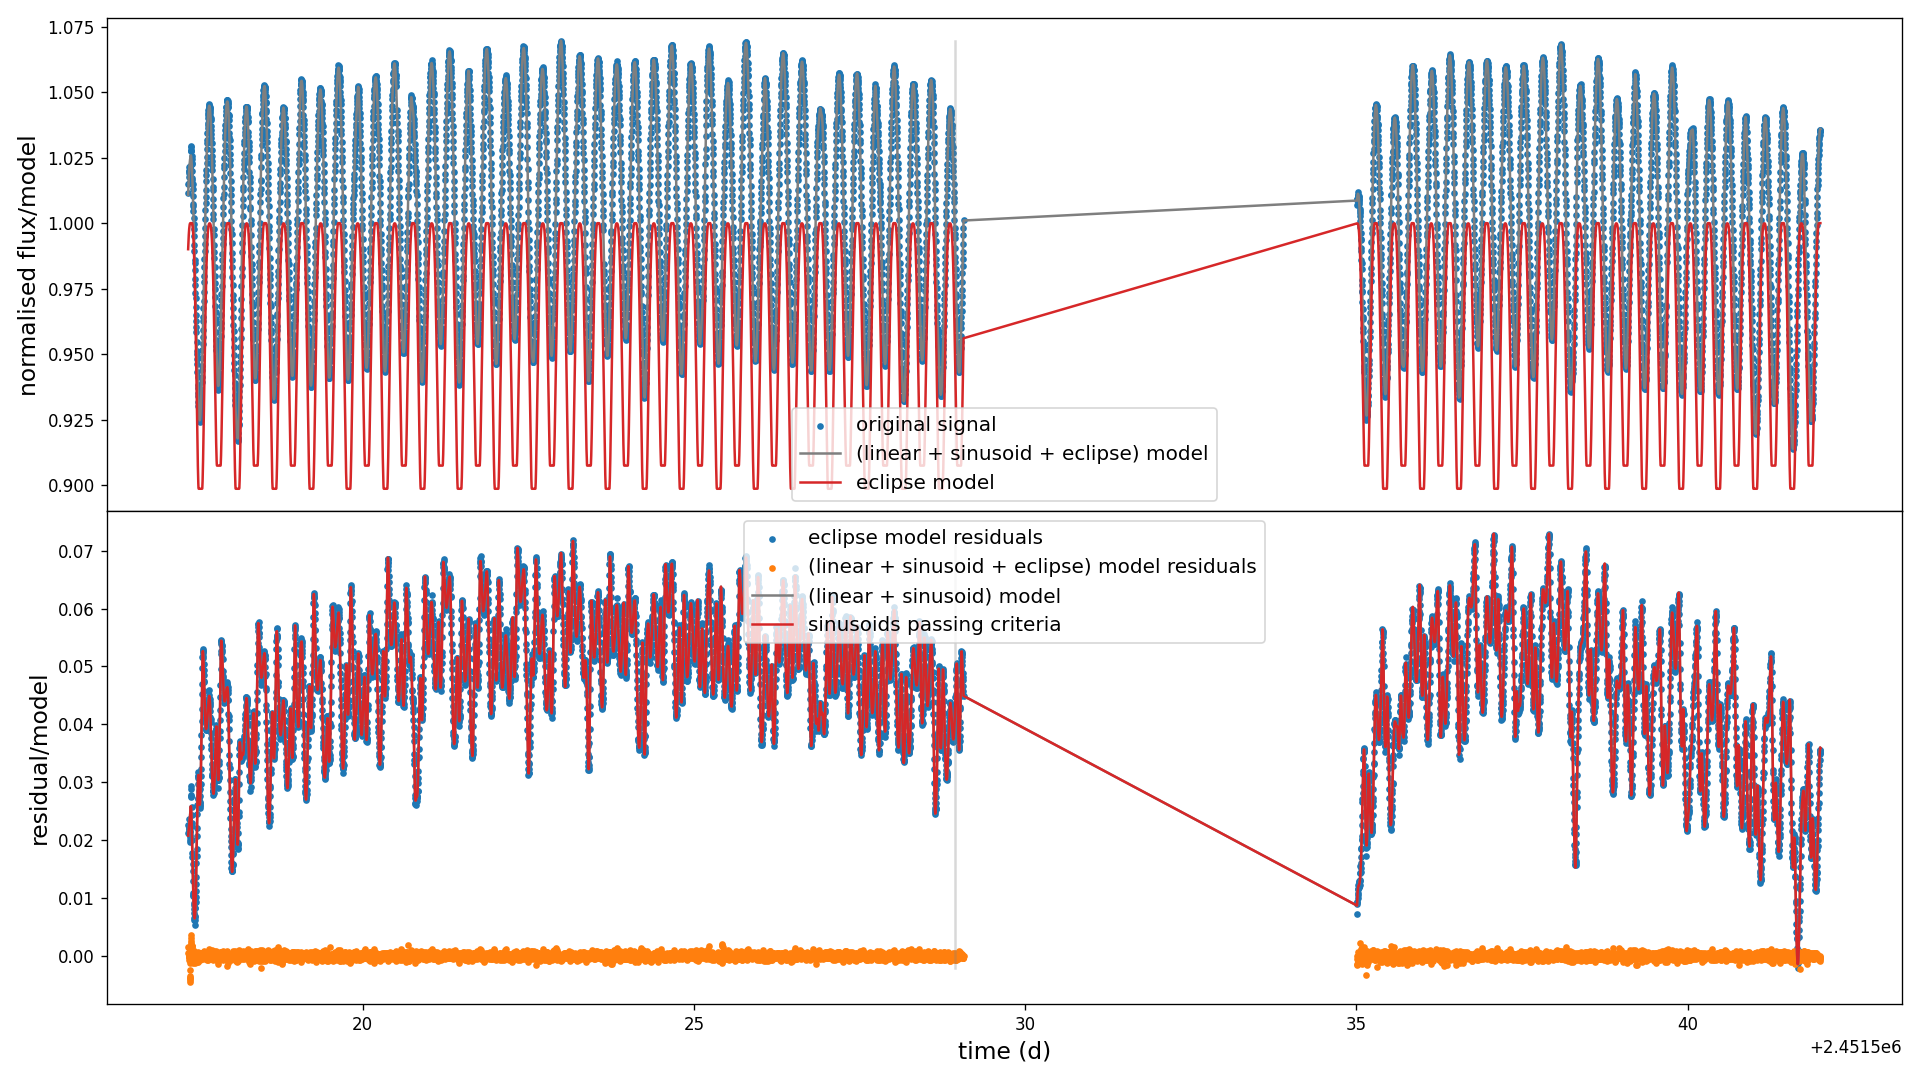 normalised flux/model
1.075
1.050
1.025
1.000
0.975
0.950
0.925
0.900
original signal
(linear + sinusoid + eclipse) model
eclipse model
residual/model
0.07
0.06
0.05
0.04
0.03
0.02
0.01
0.00
eclipse model residuals
(linear + sinusoid + eclipse) model residuals
(linear + sinusoid) model
sinusoids passing criteria
20
25
30
35
40
time (d)
+2.4515e6